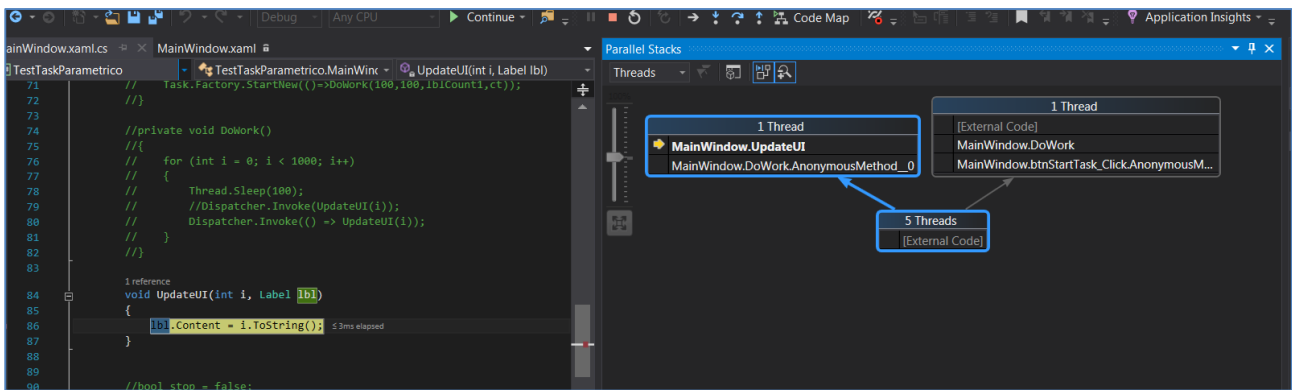 Debug
Any CPU
Continue
Code Map
Application Insights
ainWindow.xaml.cs
MainWindow.xaml
TestTaskParametrico
TestTaskParametrico.MainWinc
UpdateUI(int i, Label lbl)
71 // Task.Factory.StartNew(()=>DoWork(100,100,lblCount1,ct));
72 //}
73
74 //private void DoWork()
75 //{
76 // for (int i = 0; i < 1000; i++)
77 // {
78 // Thread.Sleep(100);
79 // //Dispatcher.Invoke(UpdateUI(i));
80 // Dispatcher.Invoke(() => UpdateUI(i));
81 // }
82 //}
83
1 reference
84 void UpdateUI(int i, Label lbl)
85 {
86 lbl.Content = i.ToString(); ≤3ms elapsed
87 }
88
89
90 //bool stop = false;
Parallel Stacks
Threads
1 Thread
MainWindow.UpdateUI
MainWindow.DoWork.AnonymousMethod__0
1 Thread
[External Code]
MainWindow.DoWork
MainWindow.btnStartTask_Click.AnonymousM...
5 Threads
[External Code]